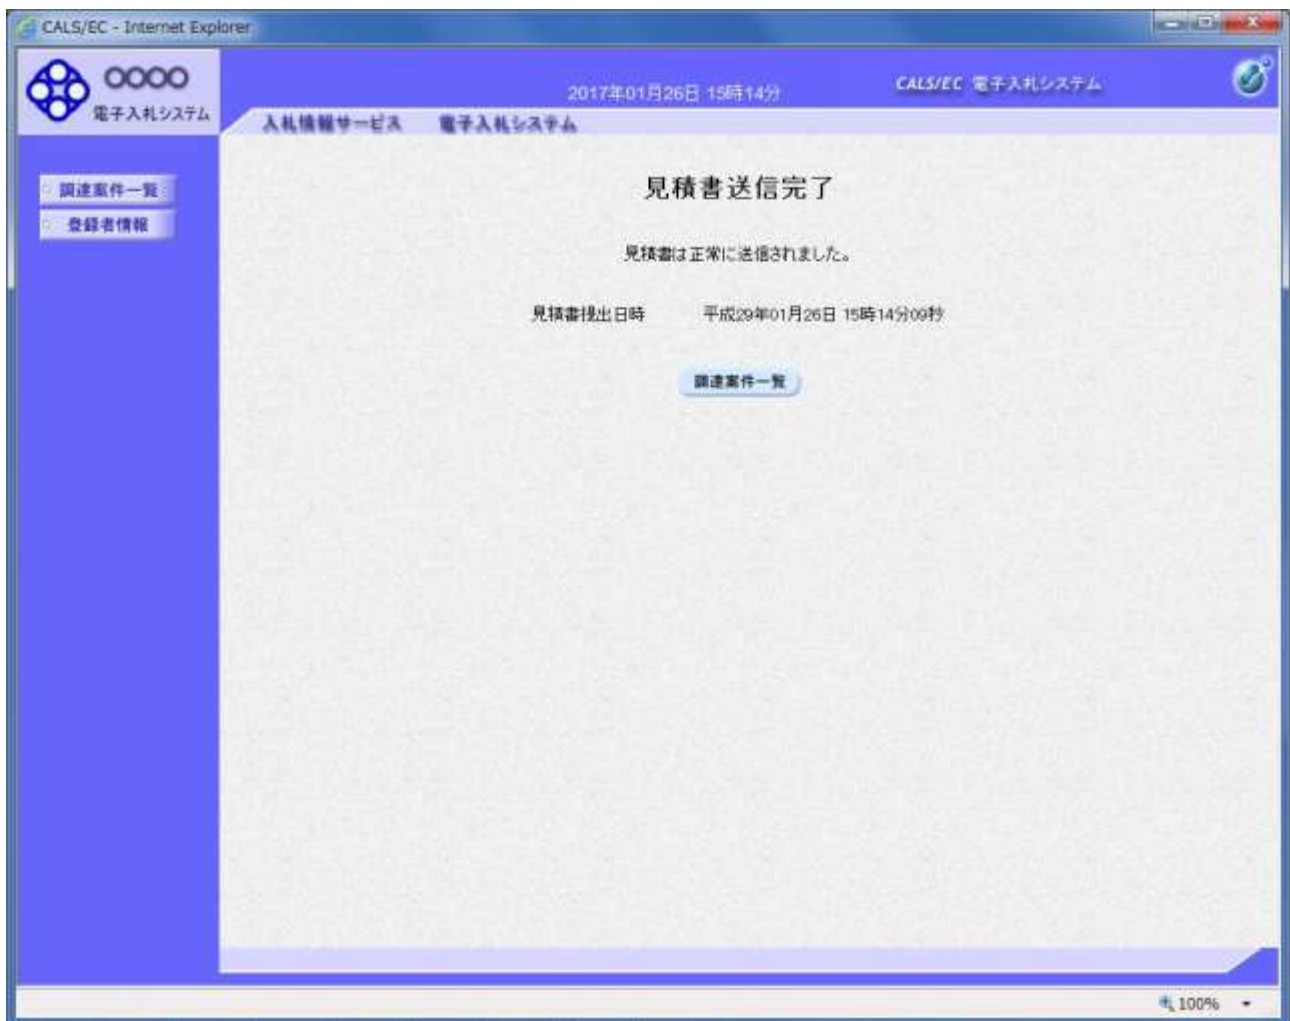 CALS/EC - Internet Explorer
〇〇〇〇
電子入札システム
2017年01月26日 15時14分
CALS/EC 電子入札システム
入札情報サービス 電子入札システム
調達案件一覧
登録者情報
見積書送信完了
見積書は正常に送信されました。
見積書提出日時 平成29年01月26日 15時14分09秒
調達案件一覧
100%